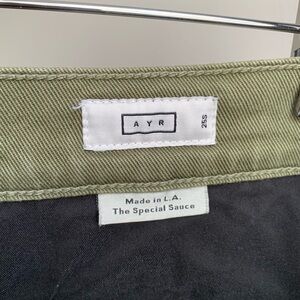 AYR
25S
Made in L.A.
The Special Sauce